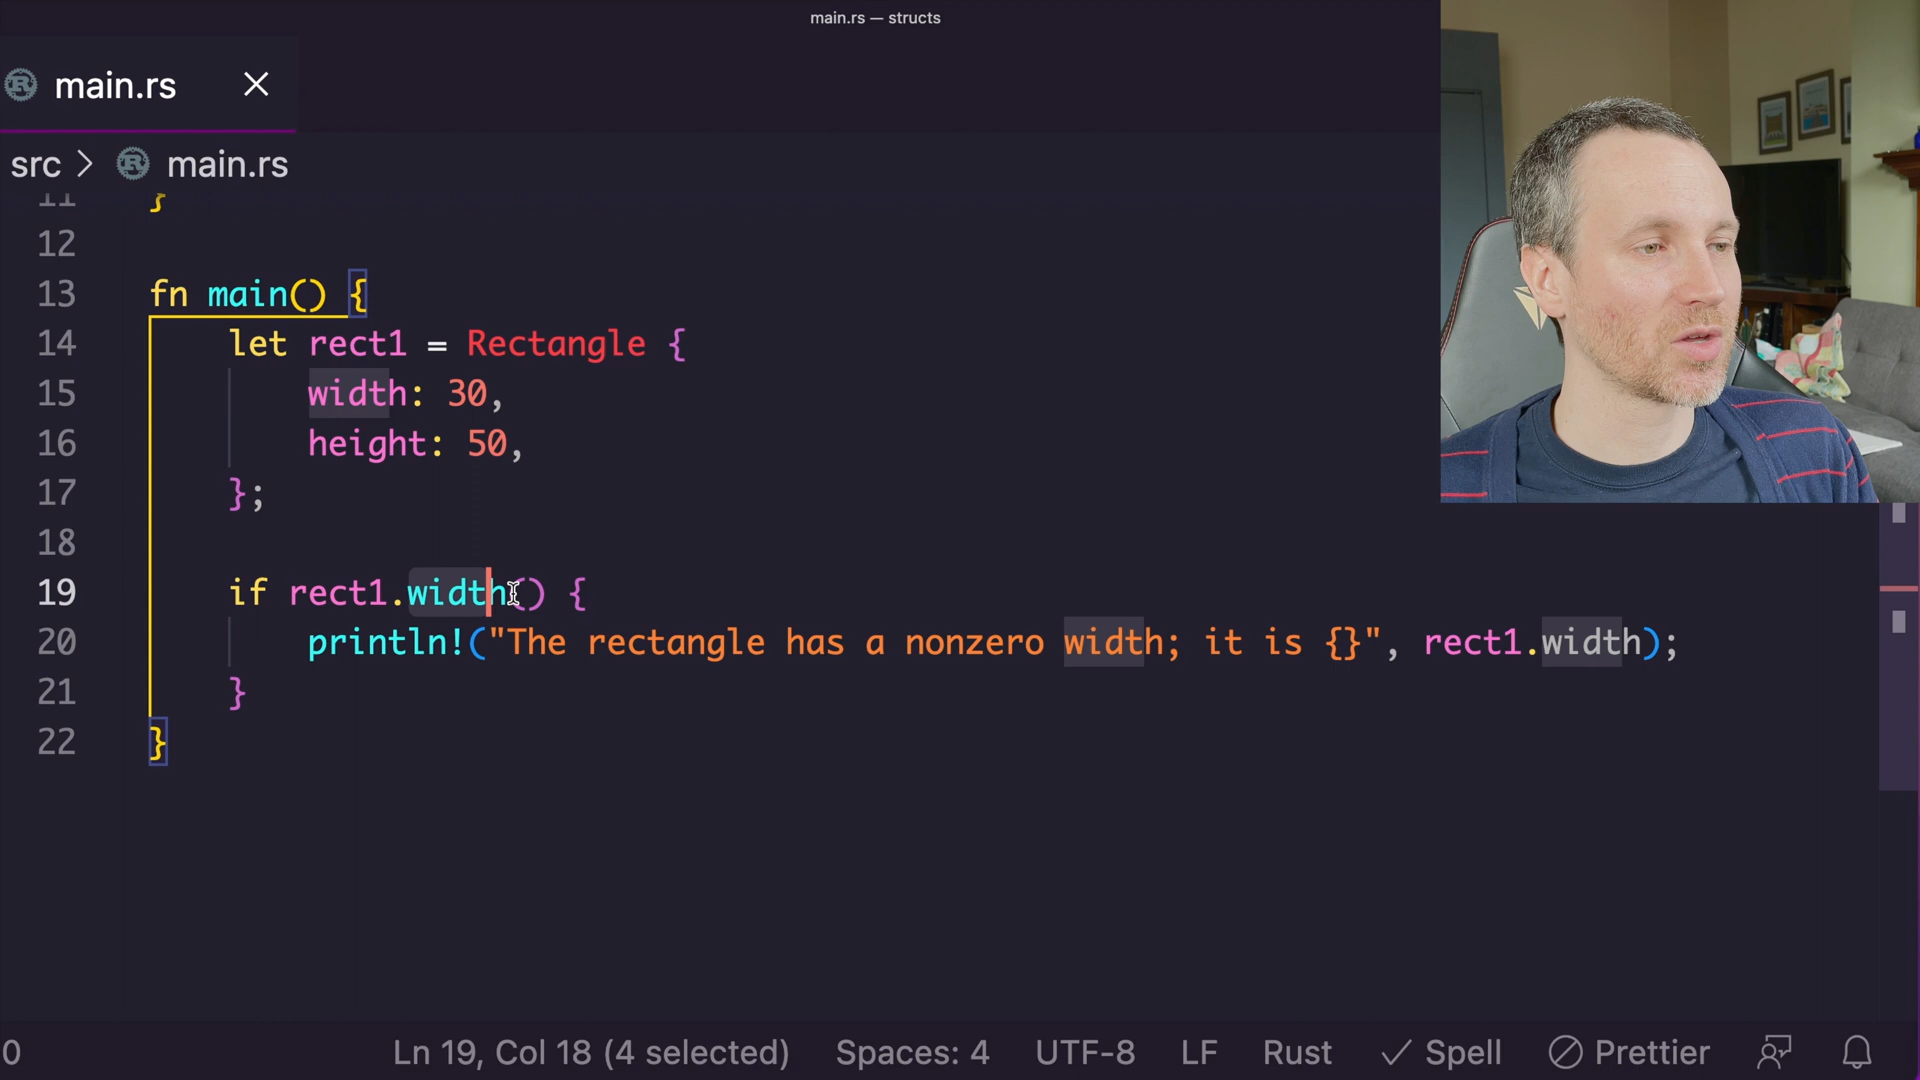 main.rs — structs
main.rs
src > main.rs
11 }
12
13 fn main() {
14 let rect1 = Rectangle {
15 width: 30,
16 height: 50,
17 };
18
19 if rect1.width() {
20 println!("The rectangle has a nonzero width; it is {}", rect1.width);
21 }
22 }
0 Ln 19, Col 18 (4 selected) Spaces: 4 UTF-8 LF Rust Spell Prettier